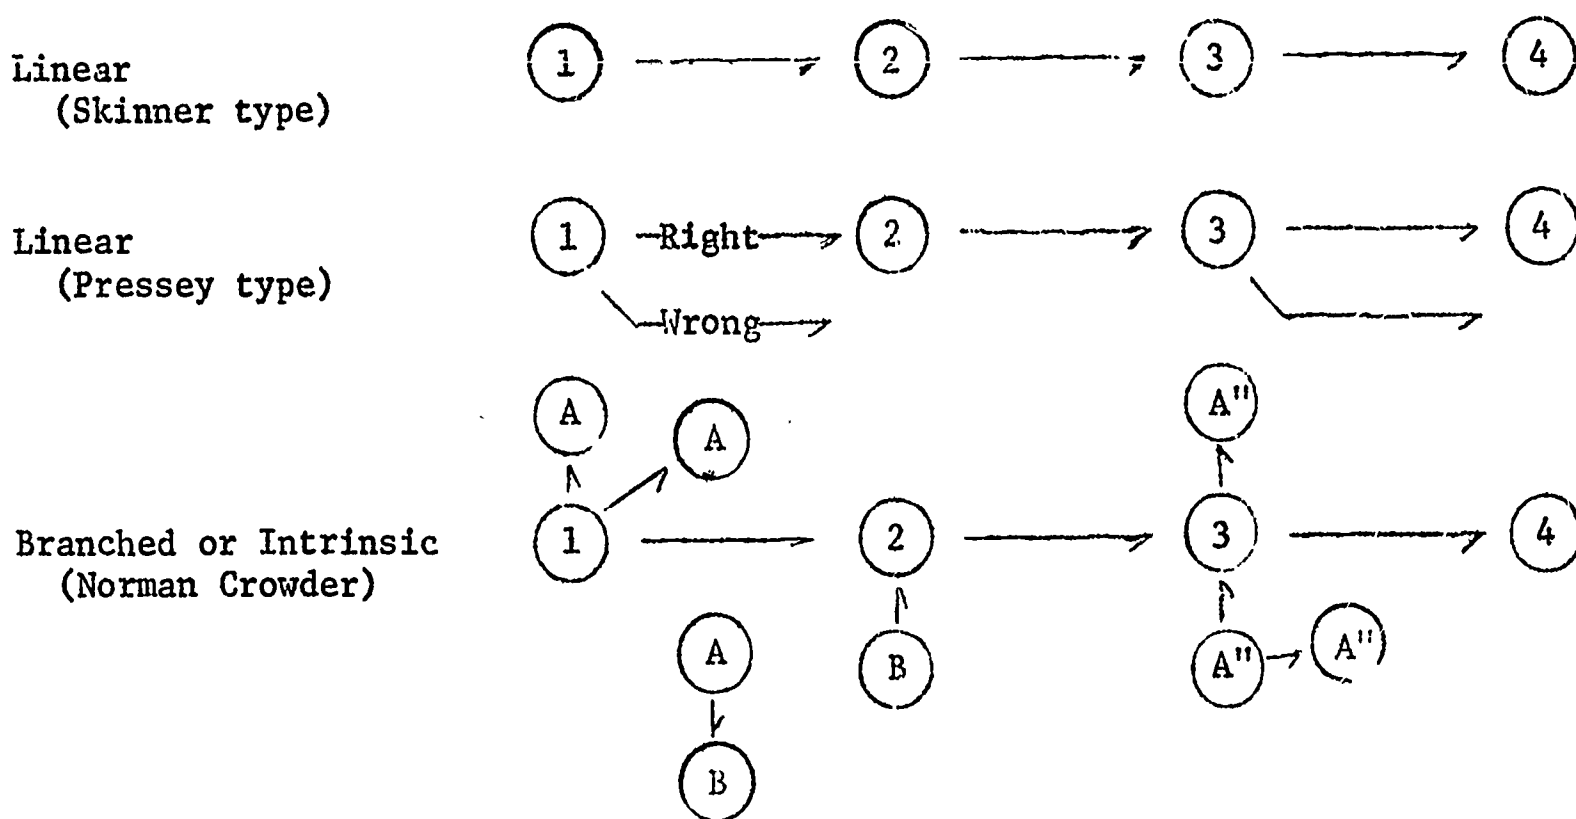 Linear
(Skinner type)
1 2 3 4
Linear
(Pressey type)
1 Right 2 3 4
Wrong
A A A"
Branched or Intrinsic
(Norman Crowder)
1 2 3 4
A B A" A"
B